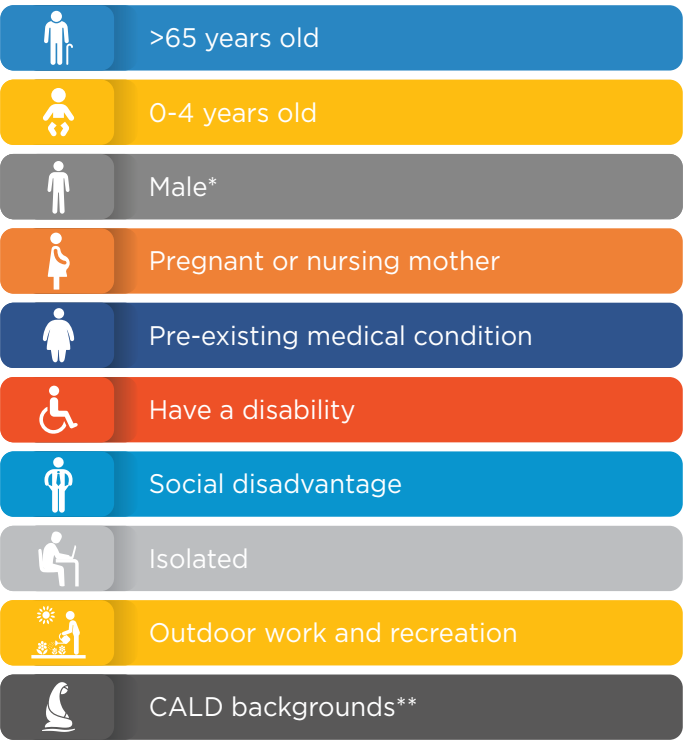 >65 years old
0-4 years old
Male*
Pregnant or nursing mother
Pre-existing medical condition
Have a disability
Social disadvantage
Isolated
Outdoor work and recreation
CALD backgrounds**